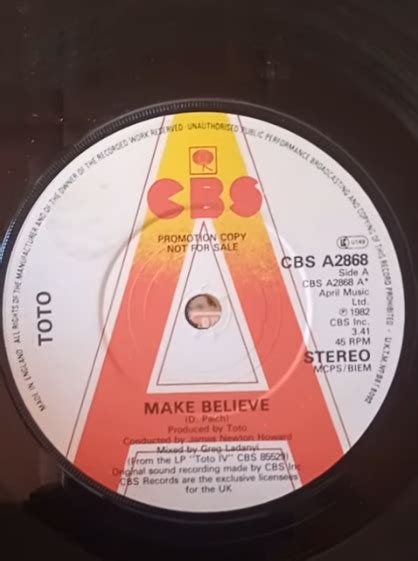 ALL RIGHTS OF THE MANUFACTURER AND OF THE OWNER OF THE RECORDED WORK RESERVED · UNAUTHORISED PUBLIC PERFORMANCE BROADCASTING AND COPYING OF THIS RECORD PROHIBITED -
MADE IN ENGLAND
CBS
PROMOTION COPY
NOT FOR SALE
TOTO
CBS A2868
Side A
CBS A2868 A*
April Music
Ltd.
℗ 1982
CBS Inc.
3.41
45 RPM
STEREO
MCPS/BIEM
MAKE BELIEVE
(D. Paich)
Produced by Toto
Conducted by James Newton Howard
Mixed by Greg Ladanyi
(From the LP "Toto IV" CBS 85529)
Original sound recording made by CBS Inc
CBS Records are the exclusive licensees
for the UK